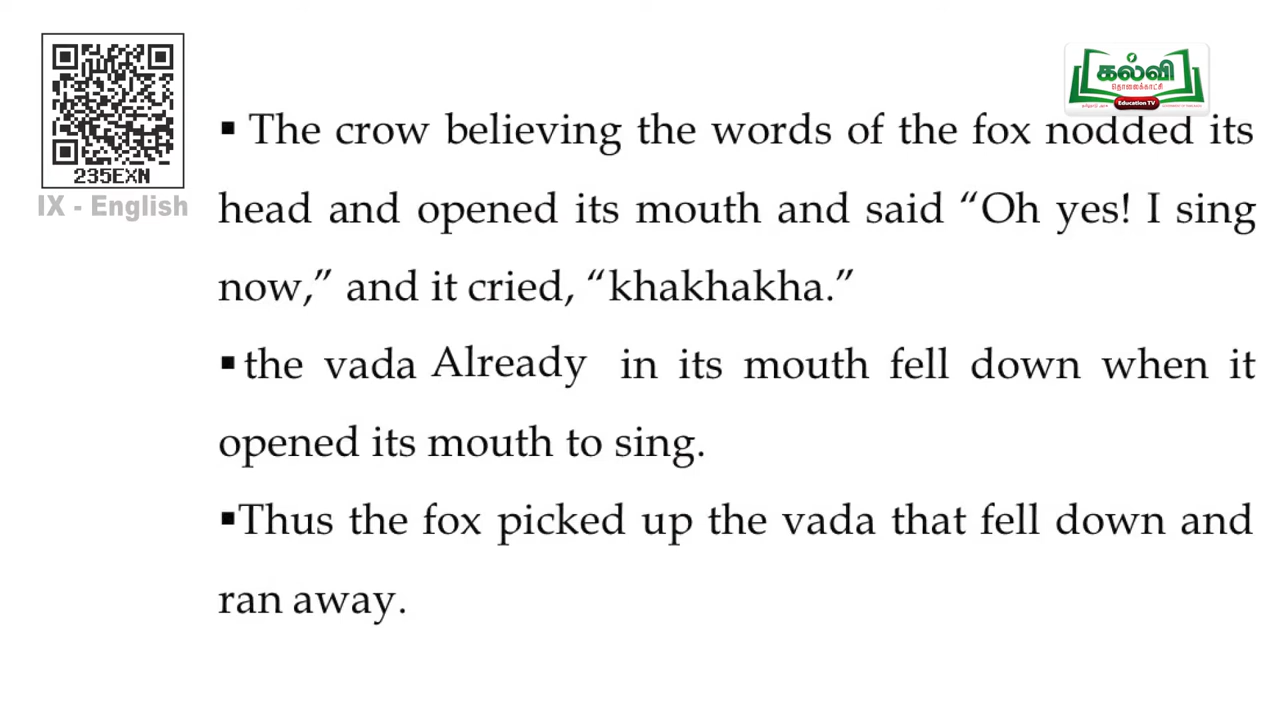 கல்வி
தொலைக்காட்சி
Education TV
235EXN
IX - English
▪ The crow believing the words of the fox nodded its
head and opened its mouth and said “Oh yes! I sing
now,” and it cried, “khakhakha.”
▪the vada Already in its mouth fell down when it
opened its mouth to sing.
▪Thus the fox picked up the vada that fell down and
ran away.